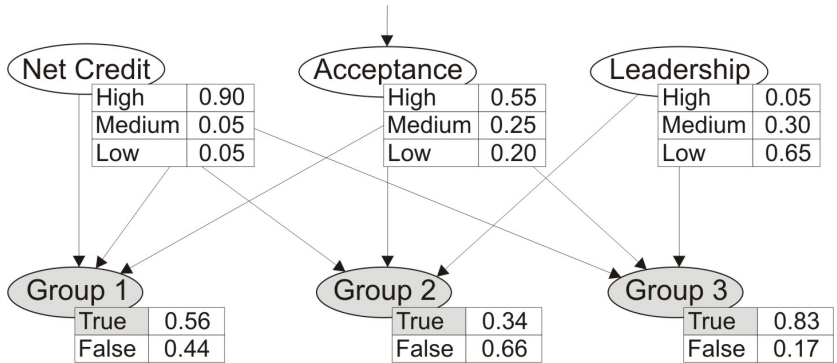 Net Credit
High 0.90
Medium 0.05
Low 0.05
Acceptance
High 0.55
Medium 0.25
Low 0.20
Leadership
High 0.05
Medium 0.30
Low 0.65
Group 1
True 0.56
False 0.44
Group 2
True 0.34
False 0.66
Group 3
True 0.83
False 0.17